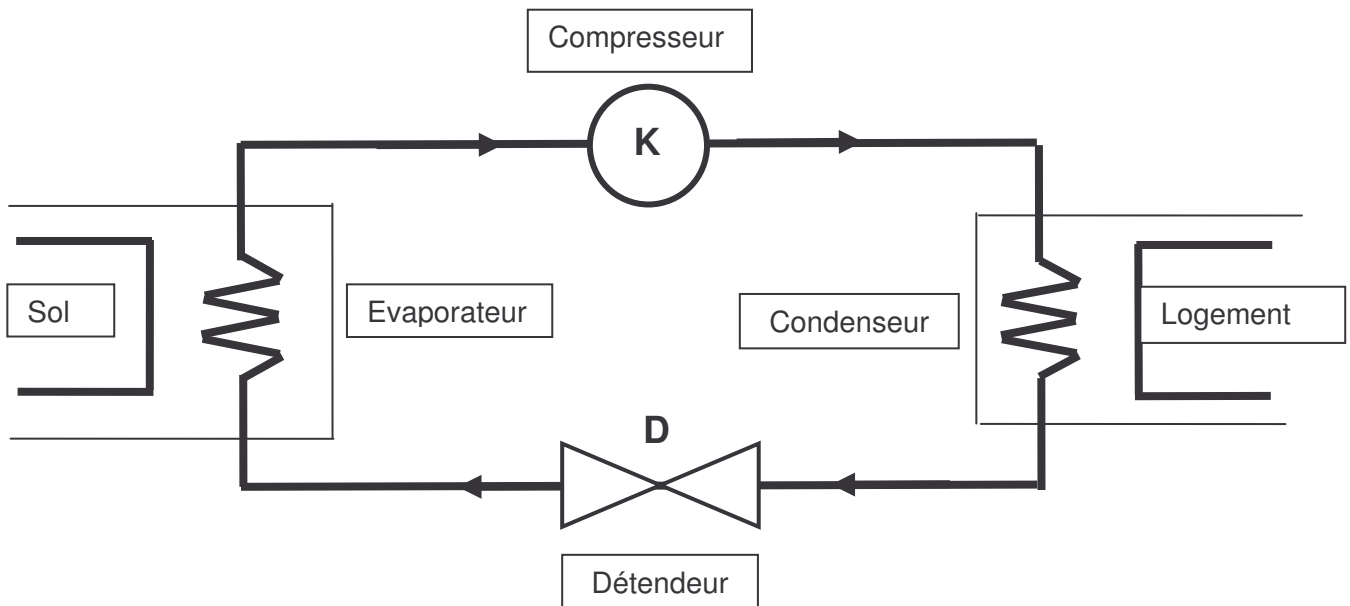 Compresseur
K
Sol
Evaporateur
Condenseur
Logement
D
Détendeur